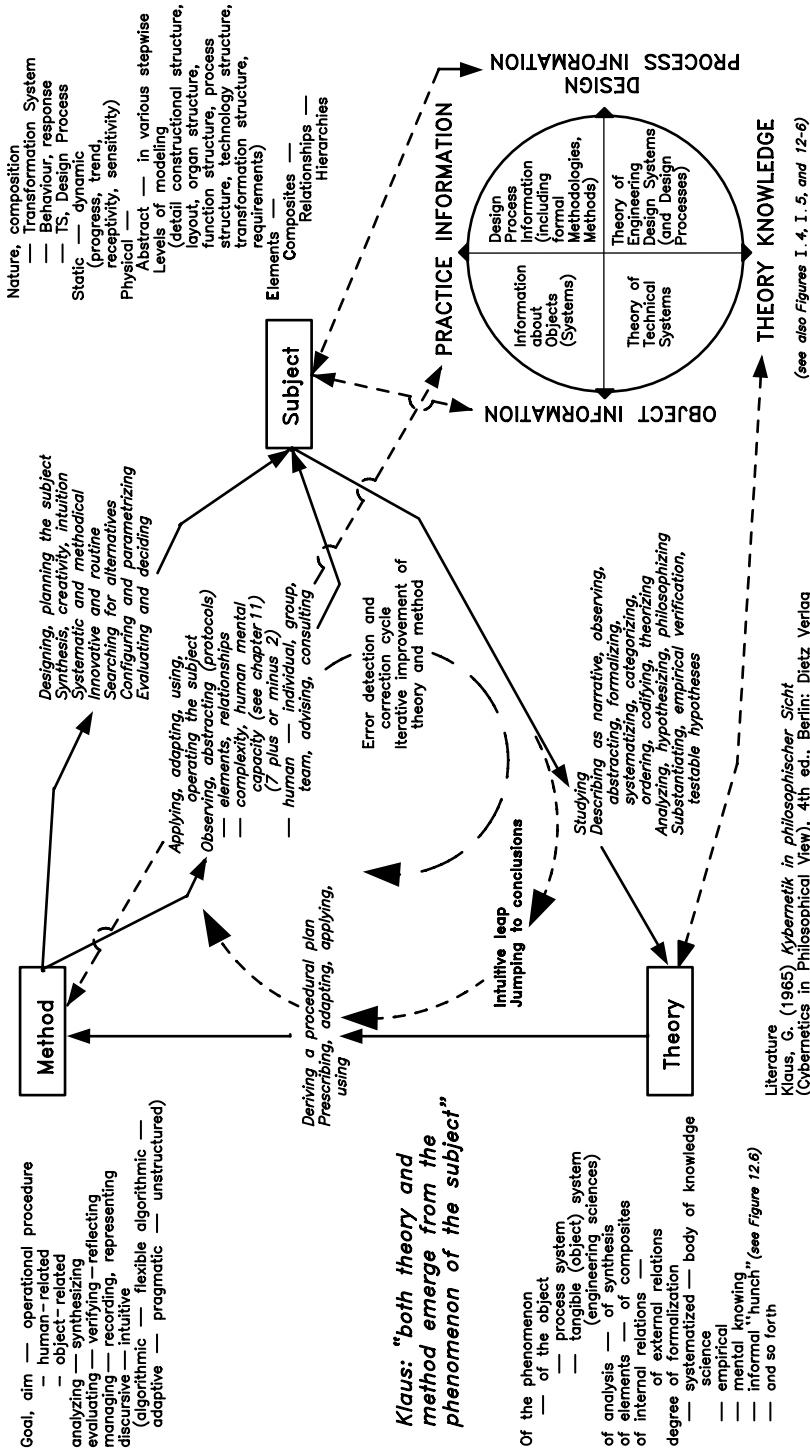 Goal, aim — operational procedure
– human–related
– object–related
analyzing — synthesizing
evaluating — verifying — reflecting
managing — recording, representing
discursive — intuitive
(algorithmic — flexible algorithmic —
adaptive — pragmatic — unstructured)
Method
Designing, planning the subject
Synthesis, creativity, intuition
Systematic and methodical
Innovative and routine
Searching for alternatives
Configuring and parametrizing
Evaluating and deciding
Nature, composition
— Transformation System
— Behaviour, response
— TS, Design Process
Static — dynamic
(progress, trend,
receptivity, sensitivity)
Physical —
Abstract — in various stepwise
Levels of modeling
(detail constructional structure,
layout, organ structure,
function structure, process
structure, technology structure,
transformation structure,
requirements)
Elements —
Composites —
Relationships —
Hierarchies
Subject
Applying, adapting, using,
operating the subject
Observing, abstracting (protocols)
— elements, relationships
— complexity, human mental
capacity (see chapter 11)
(7 plus or minus 2)
— human — individual, group,
team, advising, consulting
Deriving a procedural plan
Prescribing, adapting, applying,
using
Error detection and
correction cycle
Iterative improvement of
theory and method
Klaus: "both theory and
method emerge from the
phenomenon of the subject"
Intuitive leap
Jumping to conclusions
PRACTICE INFORMATION
OBJECT INFORMATION
DESIGN
PROCESS INFORMATION
THEORY KNOWLEDGE
Information
about
Objects
(Systems)
Design
Process
Information
(including
formal
Methodologies,
Methods)
Theory of
Technical
Systems
Theory of
Engineering
Design Systems
(and Design
Processes)
Of the phenomenon
— of the object
— process system
— tangible (object) system
(engineering sciences)
of analysis — of synthesis
of elements — of composites
of internal relations —
of external relations
degree of formalization
— systematized — body of knowledge
science
— empirical
— mental knowing
— informal "hunch" (see Figure 12.6)
— and so forth
Theory
Studying
Describing as narrative, observing,
abstracting, formalizing,
systematizing, categorizing,
ordering, codifying, theorizing
Analyzing, hypothesizing, philosophizing
Substantiating, empirical verification,
testable hypotheses
Literature
Klaus, G. (1965) Kybernetik in philosophischer Sicht
(Cybernetics in Philosophical View), 4th ed., Berlin: Dietz Verlag
(see also Figures I.4, I.5, and 12-6)